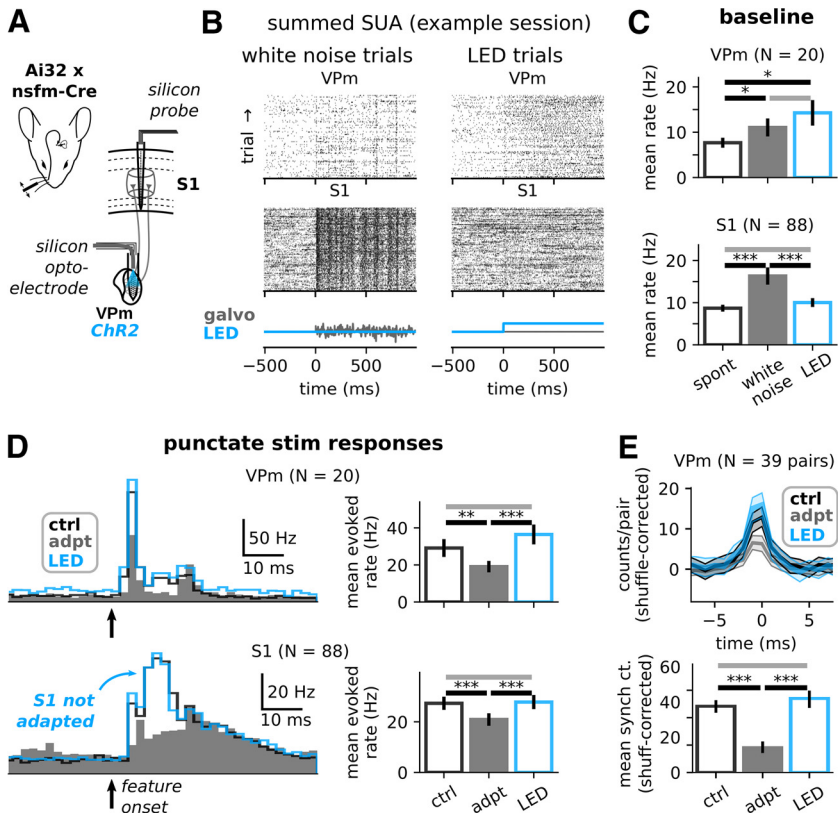 A
Ai32 x
nsfm-Cre
silicon
probe
S1
silicon
opto-
electrode
VPm
ChR2
B
summed SUA (example session)
white noise trials
LED trials
VPm
VPm
trial →
S1
S1
galvo
LED
−500 0 500
−500 0 500
time (ms)
time (ms)
C
baseline
VPm (N = 20)
mean rate (Hz)
20
10
0
*
*
S1 (N = 88)
mean rate (Hz)
20
10
0
*** ***
spont
white
noise
LED
D
punctate stim responses
VPm (N = 20)
ctrl
adpt
LED
50 Hz
10 ms
mean evoked
rate (Hz)
40
20
0
** ***
S1 (N = 88)
S1 not
adapted
20 Hz
10 ms
feature
onset
mean evoked
rate (Hz)
20
0
*** ***
ctrl
adpt
LED
E
VPm (N = 39 pairs)
ctrl
adpt
LED
counts/pair
(shuffle-corrected)
20
10
0
−5 0 5
time (ms)
mean synch ct.
(shuff-corrected)
60
40
20
0
*** ***
ctrl
adpt
LED